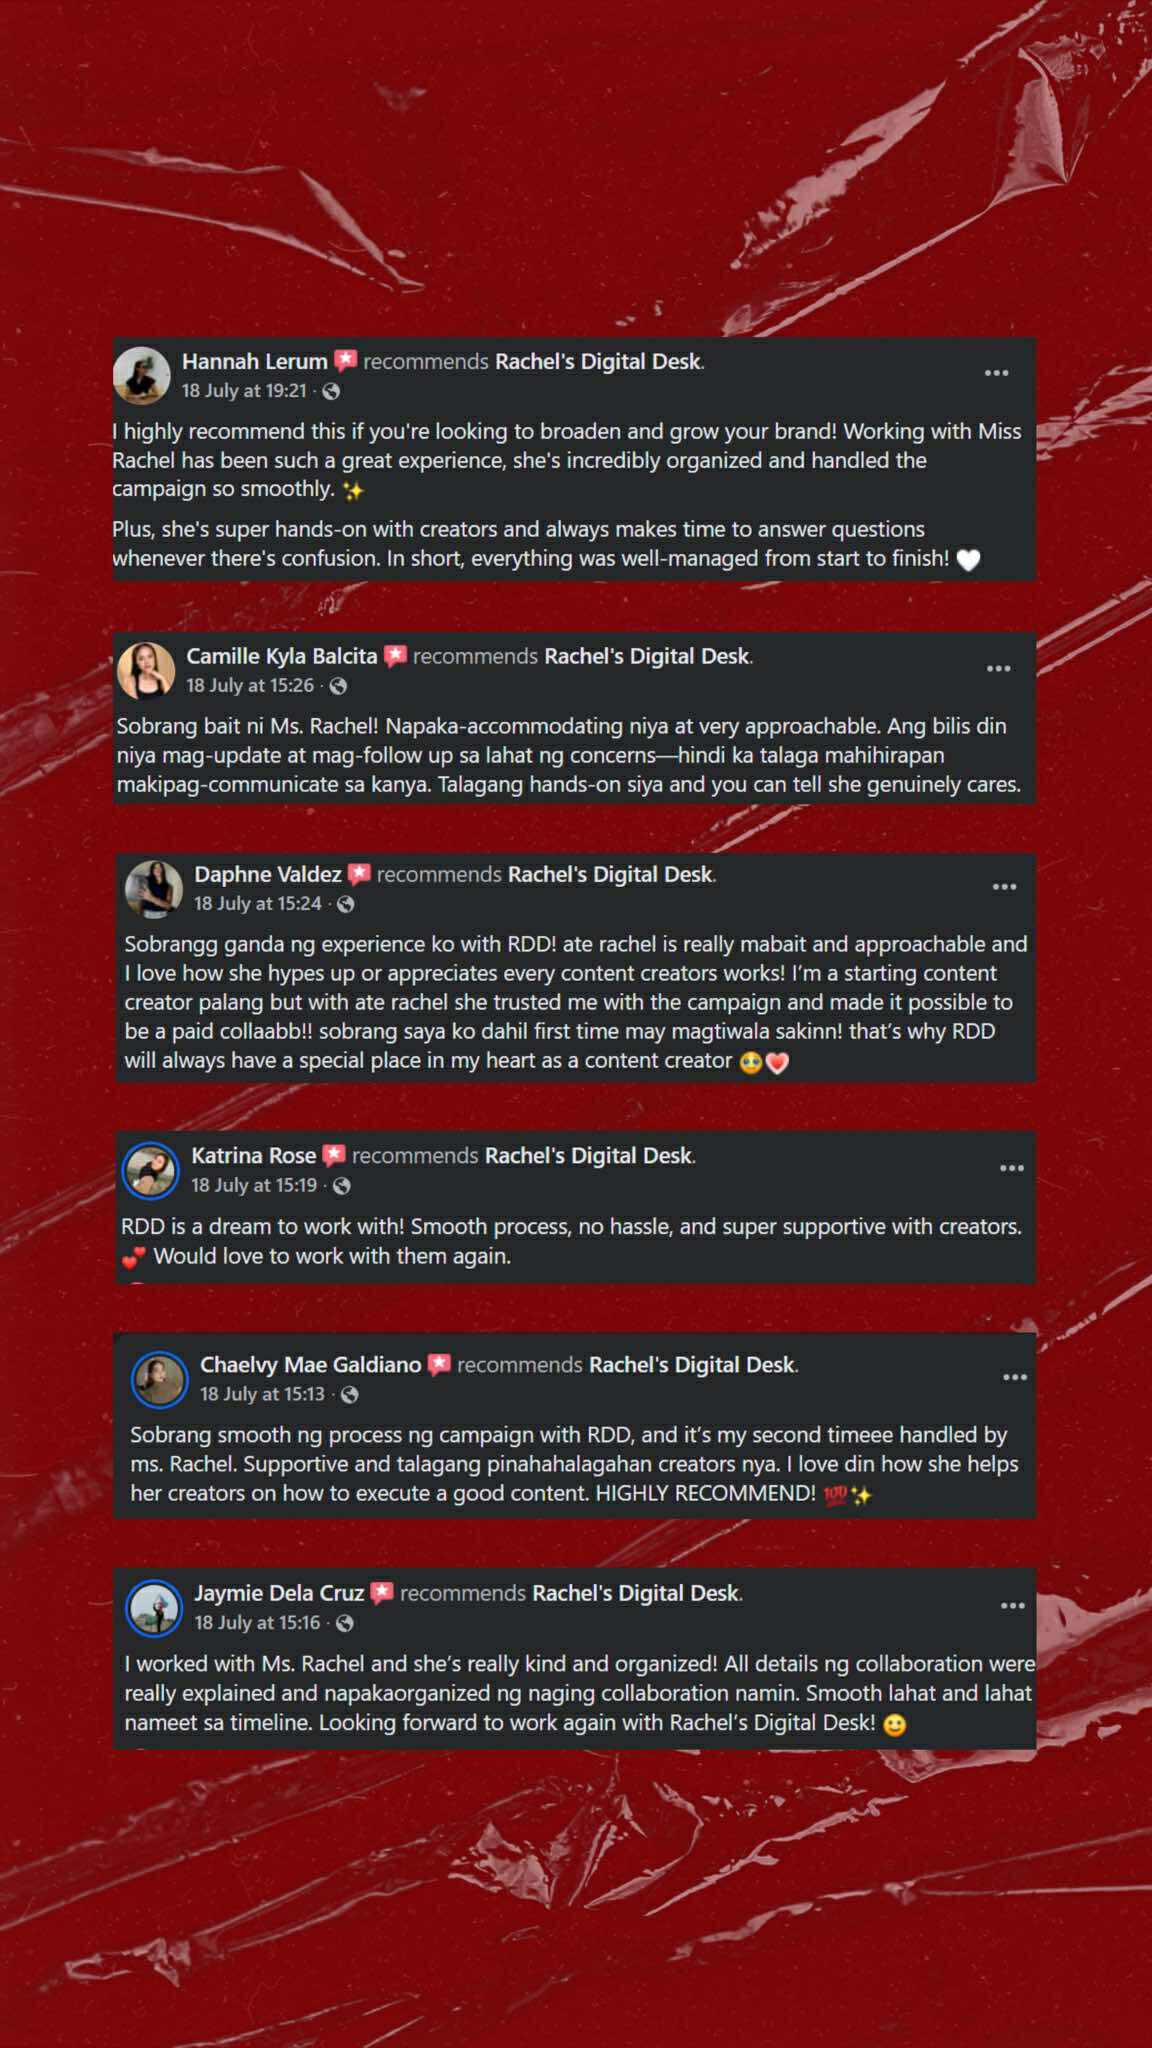 Hannah Lerum recommends Rachel's Digital Desk.
18 July at 19:21 ·
I highly recommend this if you're looking to broaden and grow your brand! Working with Miss
Rachel has been such a great experience, she's incredibly organized and handled the
campaign so smoothly. ✨
Plus, she's super hands-on with creators and always makes time to answer questions
whenever there's confusion. In short, everything was well-managed from start to finish! 🤍
Camille Kyla Balcita recommends Rachel's Digital Desk.
18 July at 15:26 ·
Sobrang bait ni Ms. Rachel! Napaka-accommodating niya at very approachable. Ang bilis din
niya mag-update at mag-follow up sa lahat ng concerns—hindi ka talaga mahihirapan
makipag-communicate sa kanya. Talagang hands-on siya and you can tell she genuinely cares.
Daphne Valdez recommends Rachel's Digital Desk.
18 July at 15:24 ·
Sobrangg ganda ng experience ko with RDD! ate rachel is really mabait and approachable and
I love how she hypes up or appreciates every content creators works! I’m a starting content
creator palang but with ate rachel she trusted me with the campaign and made it possible to
be a paid collaabb!! sobrang saya ko dahil first time may magtiwala sakinn! that’s why RDD
will always have a special place in my heart as a content creator 🥹❤️
Katrina Rose recommends Rachel's Digital Desk.
18 July at 15:19 ·
RDD is a dream to work with! Smooth process, no hassle, and super supportive with creators.
💕 Would love to work with them again.
Chaelvy Mae Galdiano recommends Rachel's Digital Desk.
18 July at 15:13 ·
Sobrang smooth ng process ng campaign with RDD, and it’s my second timeee handled by
ms. Rachel. Supportive and talagang pinahahalagahan creators nya. I love din how she helps
her creators on how to execute a good content. HIGHLY RECOMMEND! 💯✨
Jaymie Dela Cruz recommends Rachel's Digital Desk.
18 July at 15:16 ·
I worked with Ms. Rachel and she’s really kind and organized! All details ng collaboration were
really explained and napakaorganized ng naging collaboration namin. Smooth lahat and lahat
nameet sa timeline. Looking forward to work again with Rachel’s Digital Desk! 🙂